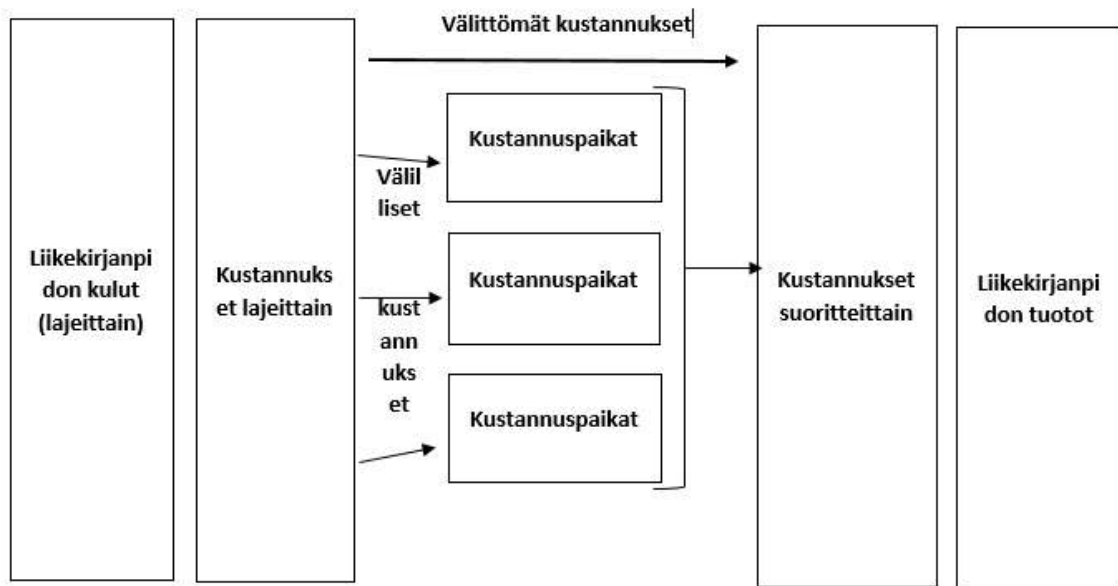 Välittömät kustannukset
Liikekirjanpi
don kulut
(lajeittain)
Kustannuks
et lajeittain
Välil
liset
kust
ann
uks
et
Kustannuspaikat
Kustannuspaikat
Kustannuspaikat
Kustannukset
suoritteittain
Liikekirjanpi
don tuotot